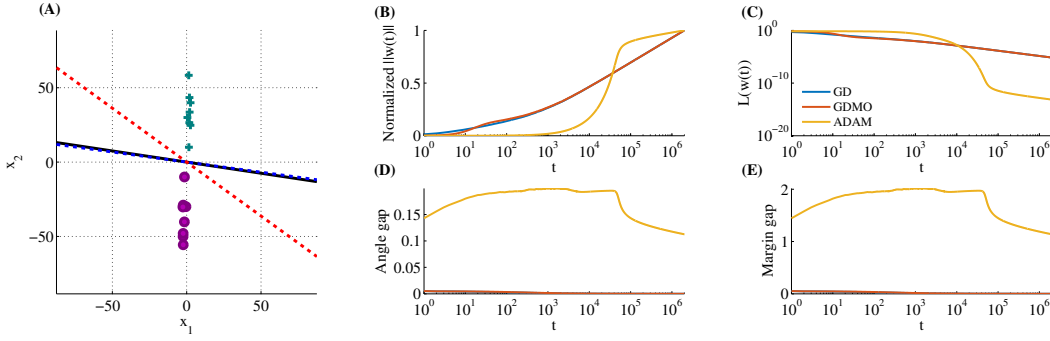 (A)
50
0
−50
x_2
−50
0
50
x_1
(B)
1
0.5
0
Normalized ||w(t)||
10^0 10^1 10^2 10^3 10^4 10^5 10^6
t
(C)
10^0
10^−10
10^−20
L(w(t))
GD
GDMO
ADAM
10^0 10^1 10^2 10^3 10^4 10^5 10^6
t
(D)
0.15
0.1
0.05
0
Angle gap
10^0 10^1 10^2 10^3 10^4 10^5 10^6
t
(E)
2
1
0
Margin gap
10^0 10^1 10^2 10^3 10^4 10^5 10^6
t